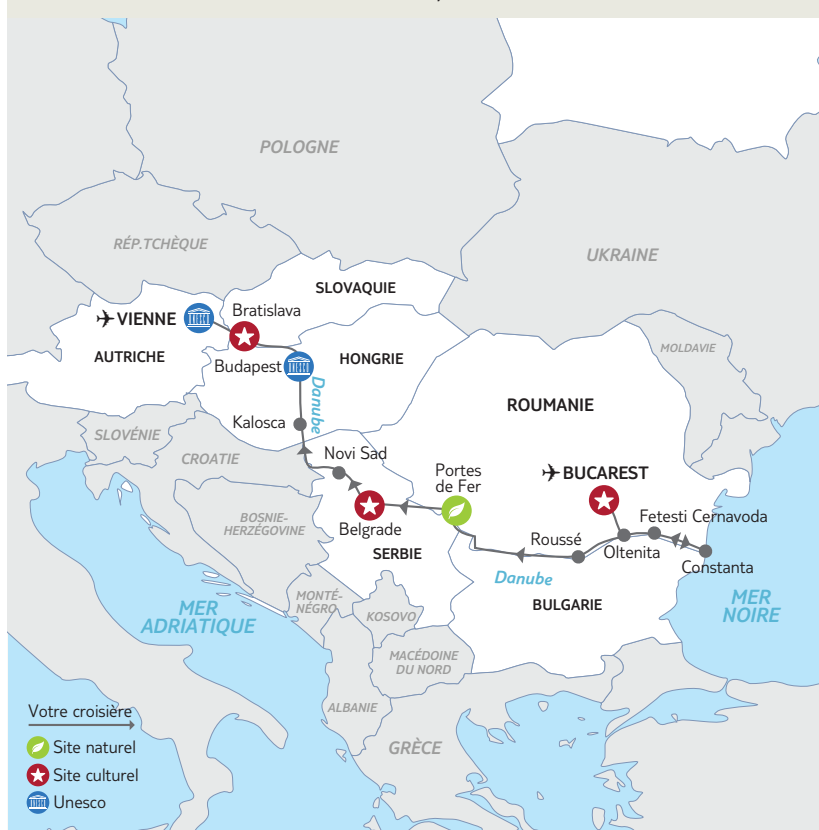 POLOGNE
RÉP.TCHÈQUE
UKRAINE
SLOVAQUIE
Bratislava
VIENNE
MOLDAVIE
AUTRICHE
HONGRIE
Budapest
Danube
ROUMANIE
Kalosca
SLOVÉNIE
CROATIE
Novi Sad
Portes
de Fer
BUCAREST
BOSNIE-
HERZÉGOVINE
Belgrade
Fetesti Cernavoda
Roussé
Oltenita
SERBIE
Constanta
Danube
MER
NOIRE
BULGARIE
MER
ADRIATIQUE
MONTÉ-
NÉGRO
KOSOVO
MACÉDOINE
DU NORD
ALBANIE
GRÈCE
Votre croisière
Site naturel
Site culturel
Unesco